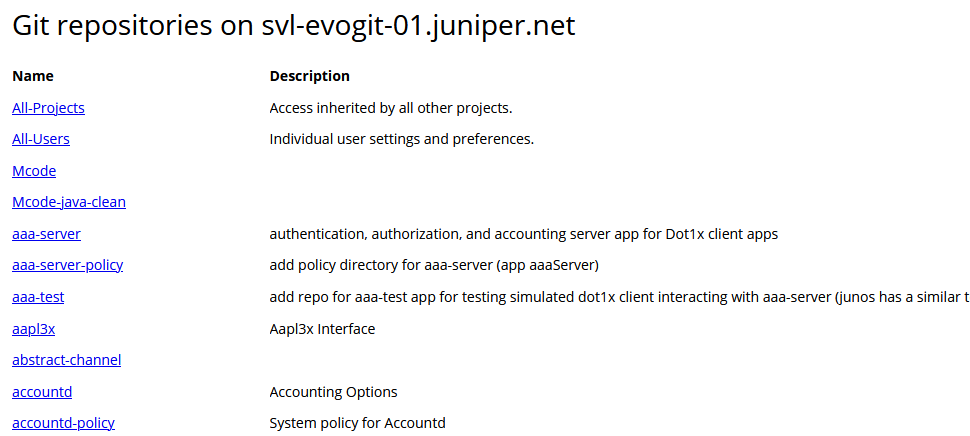 Git repositories on svl-evogit-01.juniper.net
Name Description
All-Projects Access inherited by all other projects.
All-Users Individual user settings and preferences.
Mcode
Mcode-java-clean
aaa-server authentication, authorization, and accounting server app for Dot1x client apps
aaa-server-policy add policy directory for aaa-server (app aaaServer)
aaa-test add repo for aaa-test app for testing simulated dot1x client interacting with aaa-server (junos has a similar t
aapl3x Aapl3x Interface
abstract-channel
accountd Accounting Options
accountd-policy System policy for Accountd